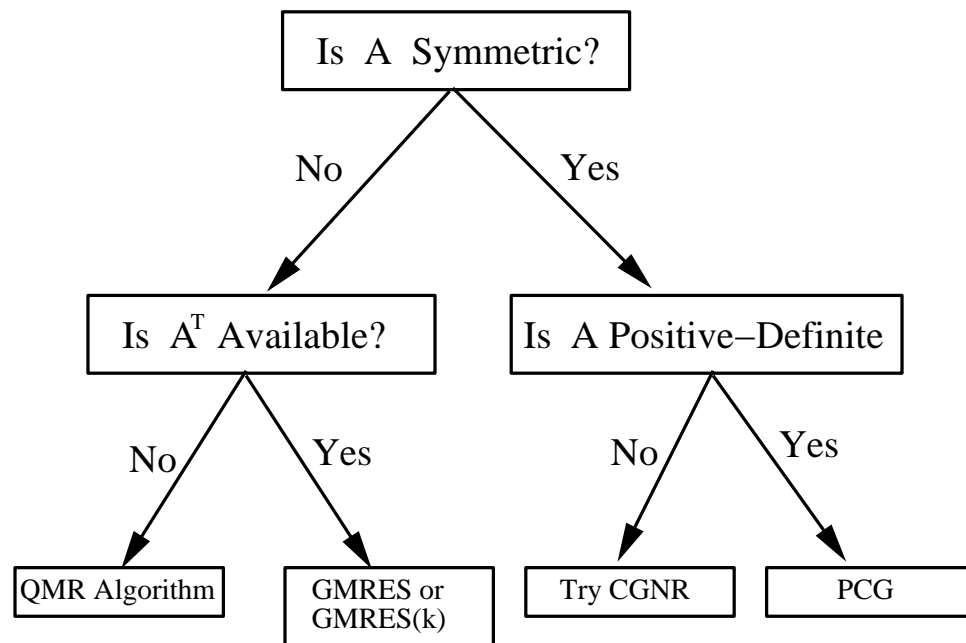 Is A Symmetric?
No
Yes
Is A^T Available?
Is A Positive−Definite
No
Yes
No
Yes
QMR Algorithm
GMRES or
GMRES(k)
Try CGNR
PCG